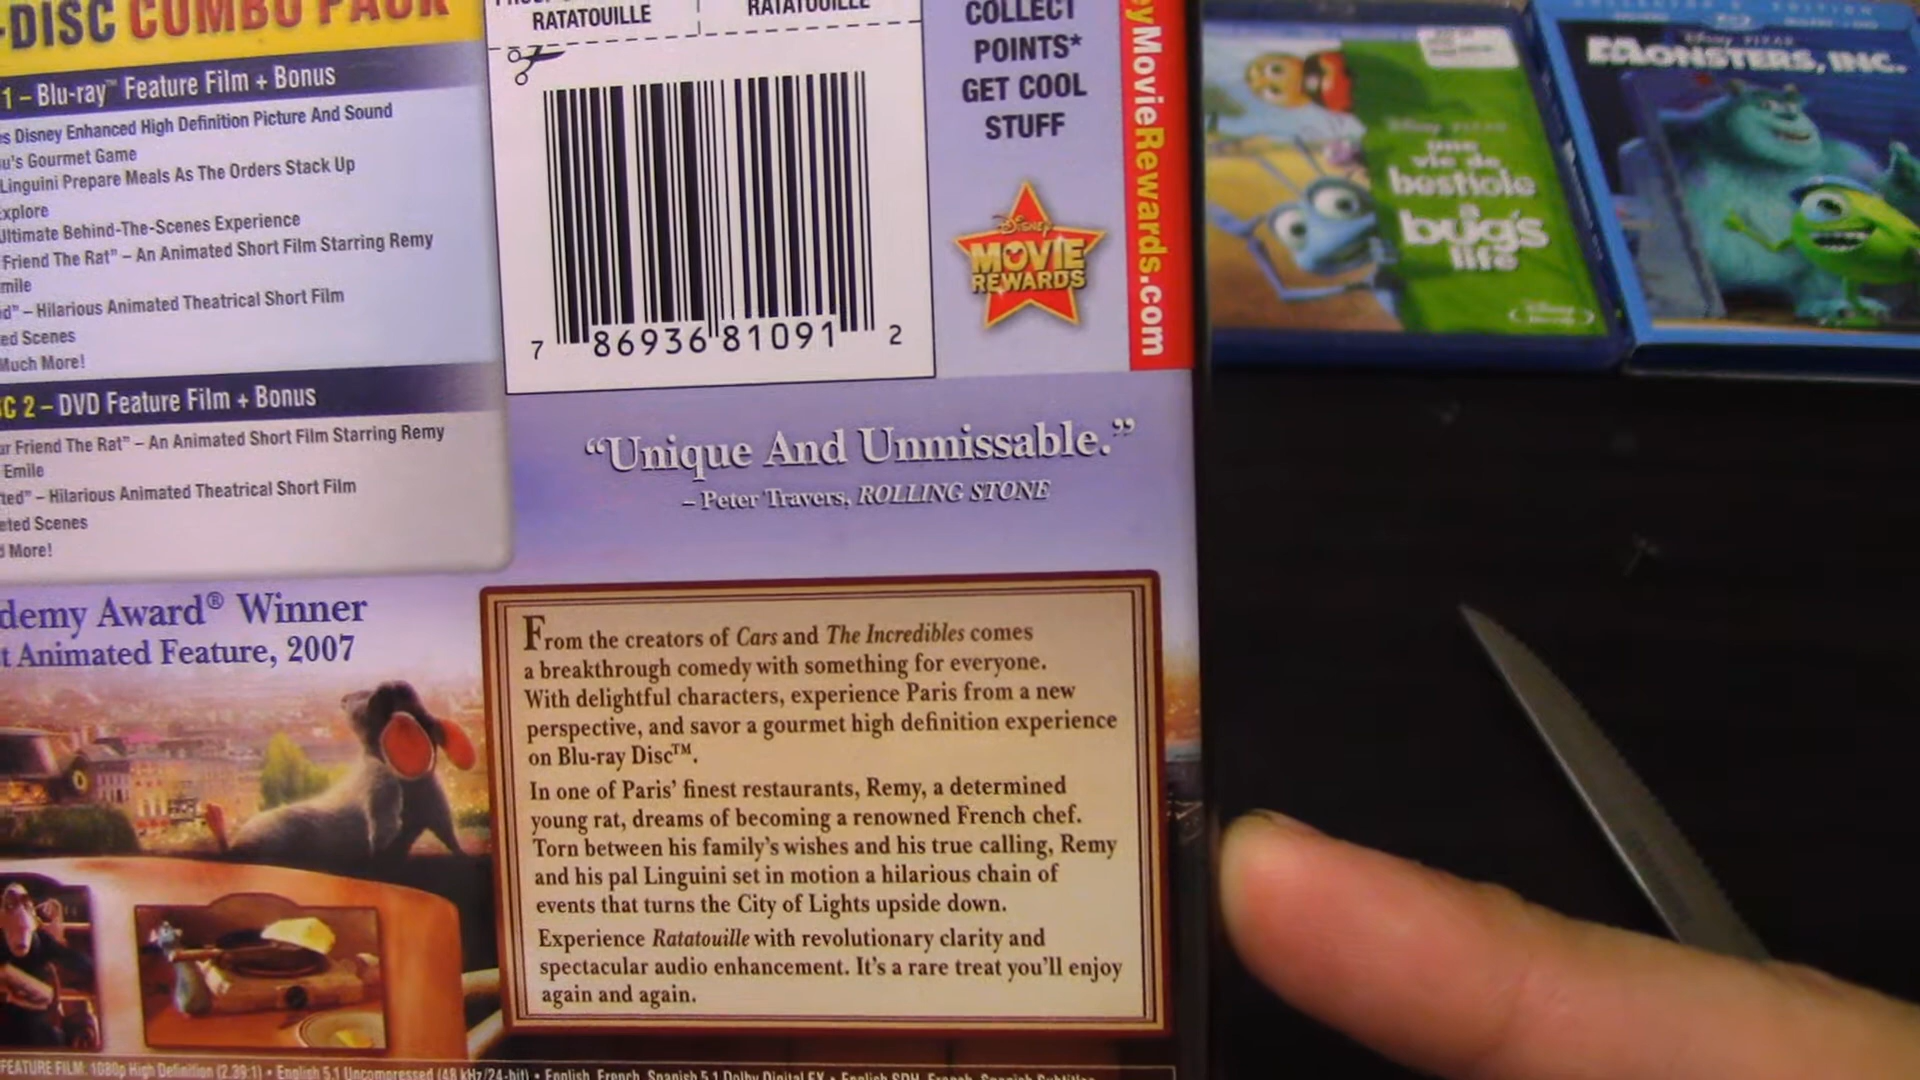 -DISC COMBO PACK
1 – Blu-ray™ Feature Film + Bonus
Disney Enhanced High Definition Picture And Sound
Gourmet Game
Linguini Prepare Meals As The Orders Stack Up
Explore
Ultimate Behind-The-Scenes Experience
Friend The Rat" – An Animated Short Film Starring Remy
– Hilarious Animated Theatrical Short Film
Scenes
Much More!
2 – DVD Feature Film + Bonus
Friend The Rat" – An Animated Short Film Starring Remy
Emile
– Hilarious Animated Theatrical Short Film
Scenes
More!
RATATOUILLE
RATATOUILLE
7 86936 81091 2
COLLECT
POINTS*
GET COOL
STUFF
DISNEY
MOVIE
REWARDS
yMovieRewards.com
"Unique And Unmissable."
– Peter Travers, ROLLING STONE
demy Award® Winner
t Animated Feature, 2007
From the creators of Cars and The Incredibles comes
a breakthrough comedy with something for everyone.
With delightful characters, experience Paris from a new
perspective, and savor a gourmet high definition experience
on Blu-ray Disc™.
In one of Paris' finest restaurants, Remy, a determined
young rat, dreams of becoming a renowned French chef.
Torn between his family's wishes and his true calling, Remy
and his pal Linguini set in motion a hilarious chain of
events that turns the City of Lights upside down.
Experience Ratatouille with revolutionary clarity and
spectacular audio enhancement. It's a rare treat you'll enjoy
again and again.
FEATURE FILM: 1080p High Definition (2.39:1) • English 5.1 Uncompressed (48 kHz/24-bit) • English, French, Spanish 5.1 Dolby Digital EX • English SDH, French, Spanish Subtitles
Disney PIXAR
une
vie de
bestiole
a
bug's
life
Disney PIXAR
MONSTERS, INC.